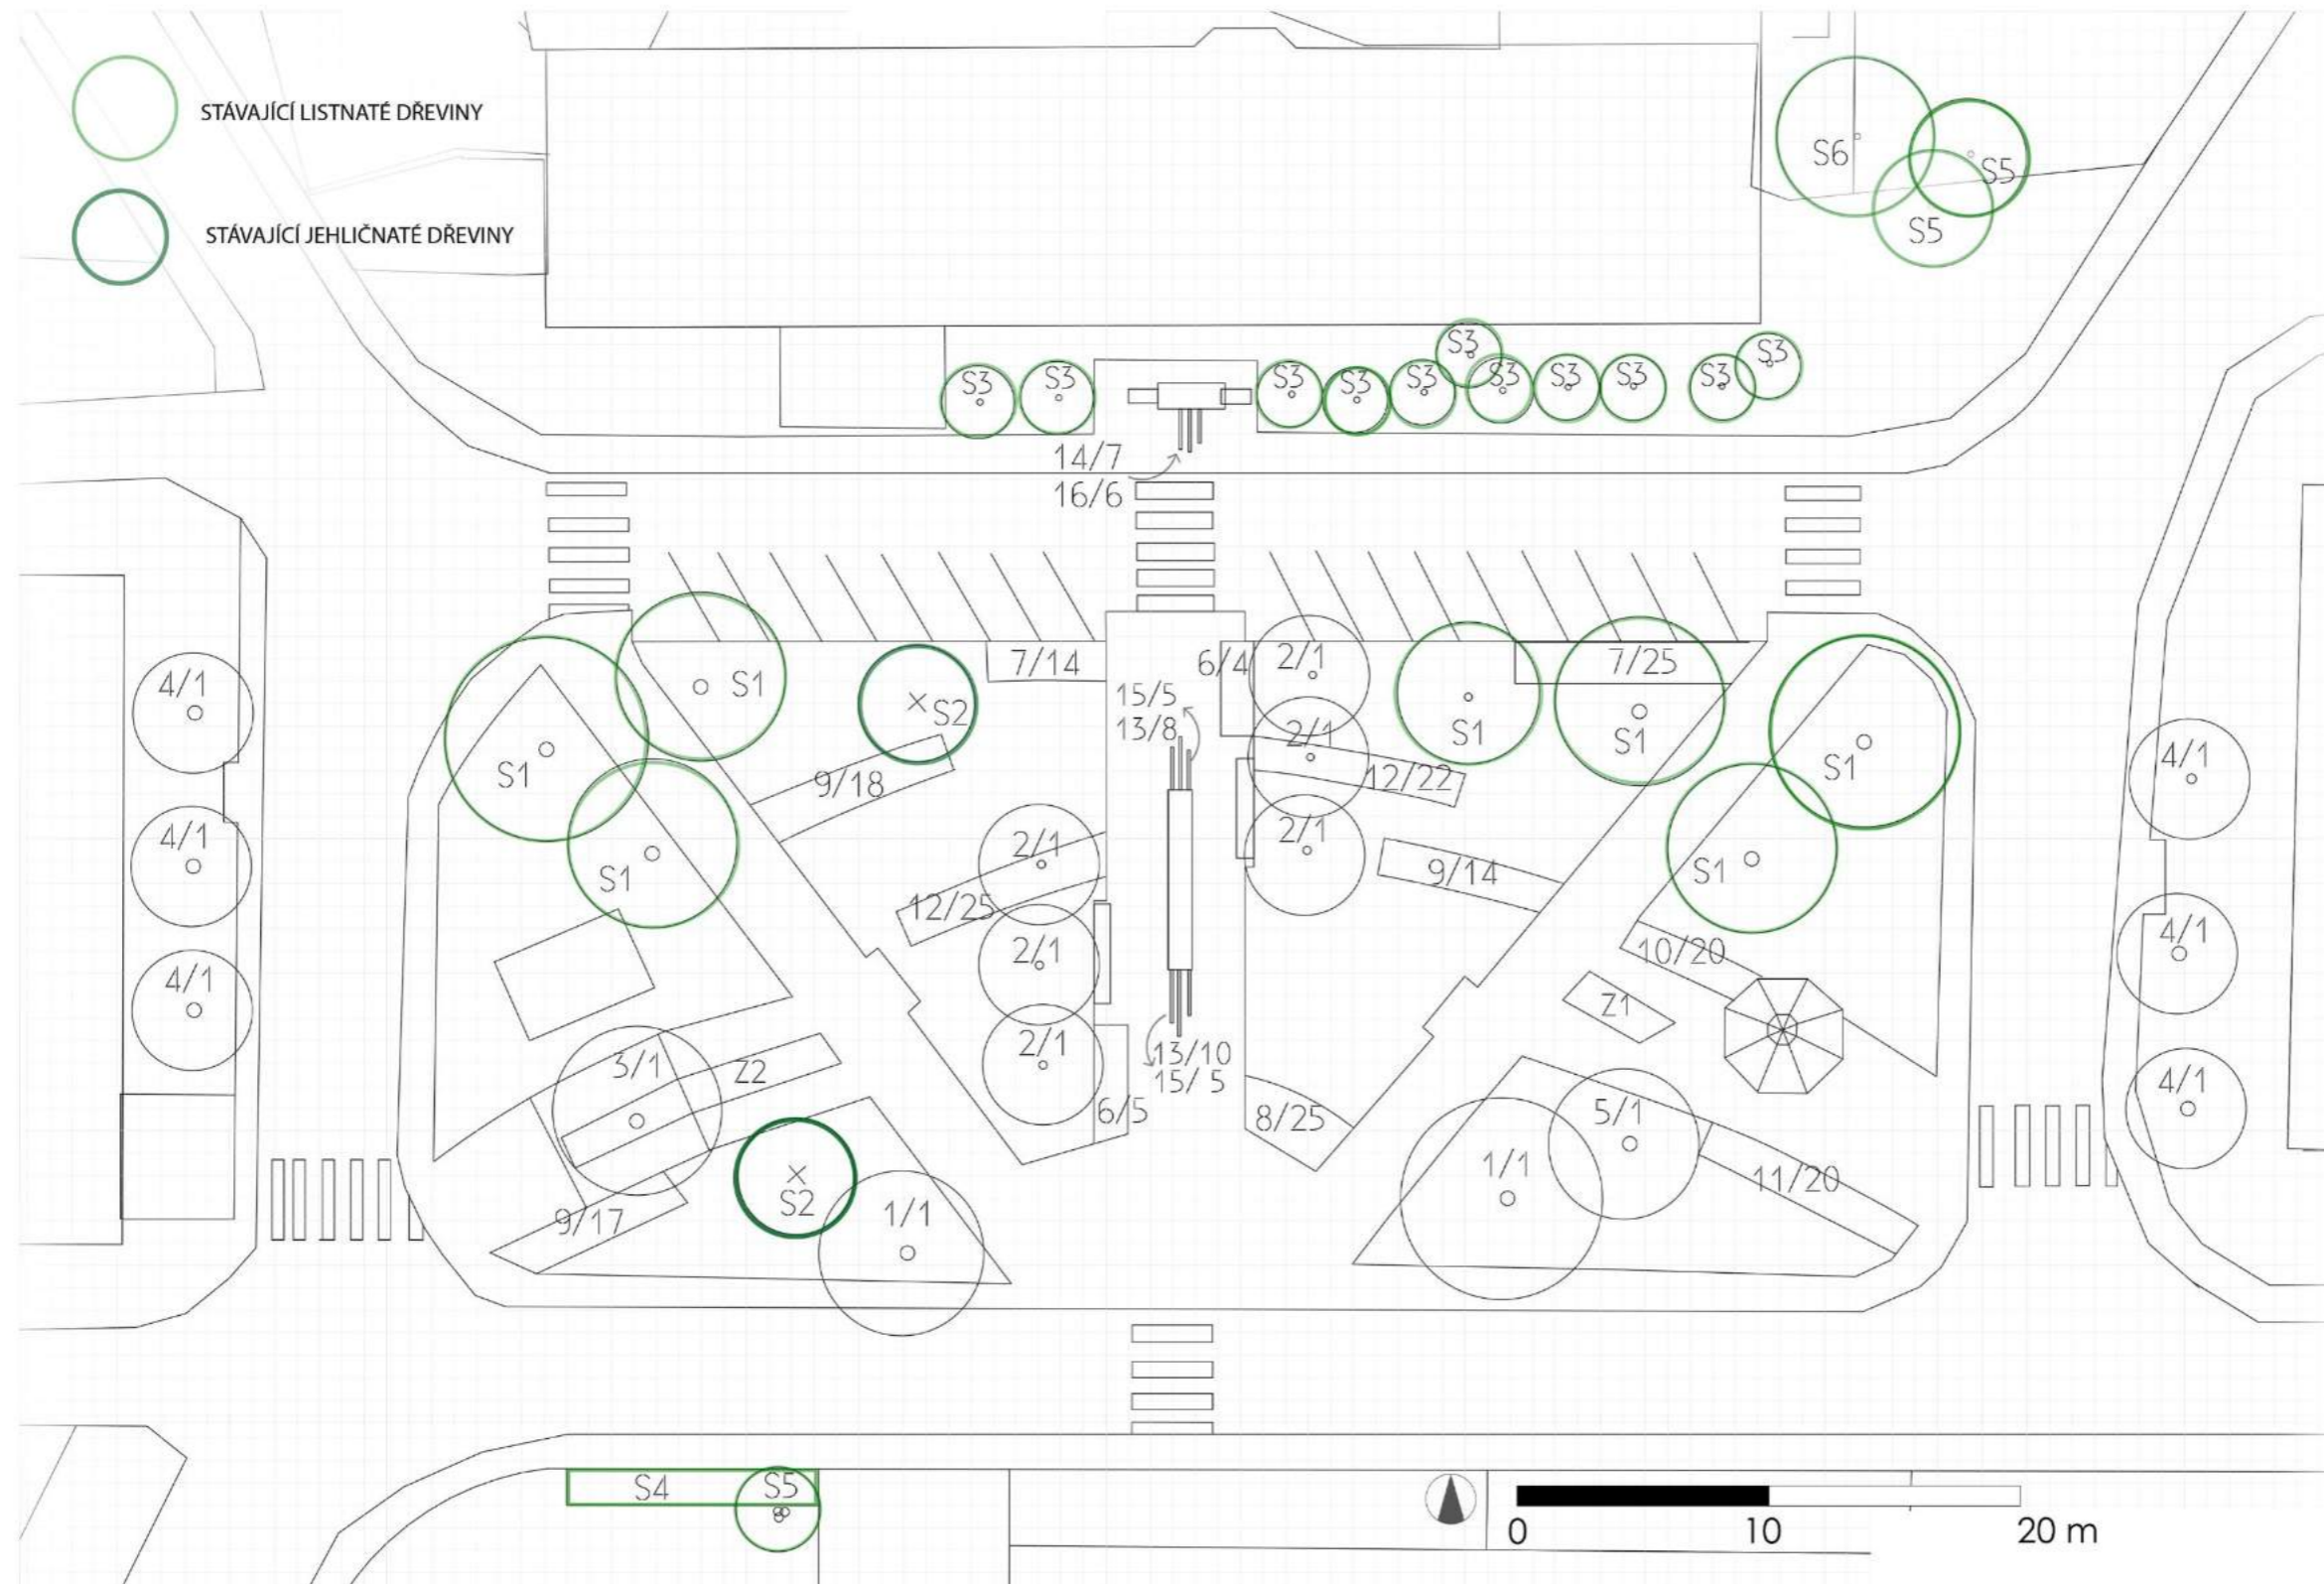 STÁVAJÍCÍ LISTNATÉ DŘEVINY
STÁVAJÍCÍ JEHLIČNATÉ DŘEVINY
S6
S5
S5
S3
S3
S3
S3
S3
S3
S3
S3
S3
S3
S3
14/7
16/6
S1
S1
S1
S2
7/14
9/18
6/4
2/1
2/1
2/1
15/5
13/8
S1
7/25
S1
S1
S1
12/22
9/14
4/1
4/1
4/1
4/1
4/1
4/1
2/1
12/25
2/1
2/1
6/5
13/10
15/ 5
8/25
10/20
Z1
3/1
Z2
S2
9/17
1/1
5/1
1/1
11/20
S4
S5
0
10
20 m